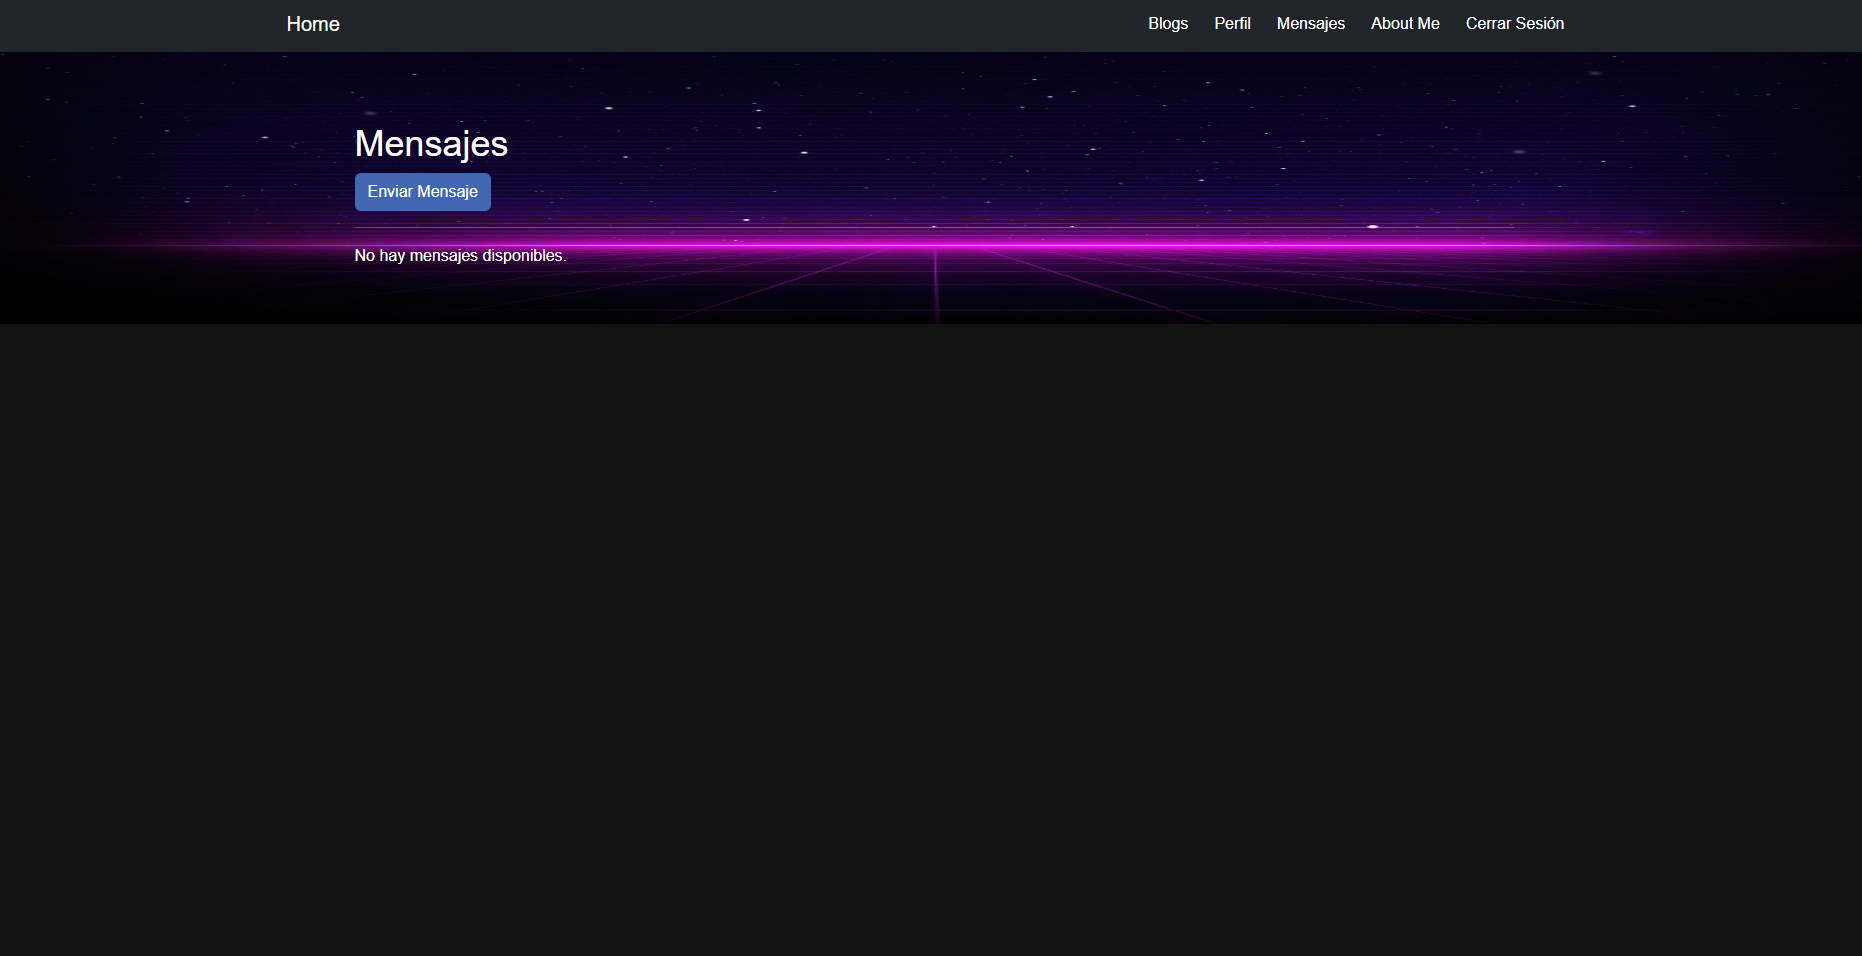 Home Blogs Perfil Mensajes About Me Cerrar Sesión
Mensajes
Enviar Mensaje
No hay mensajes disponibles.